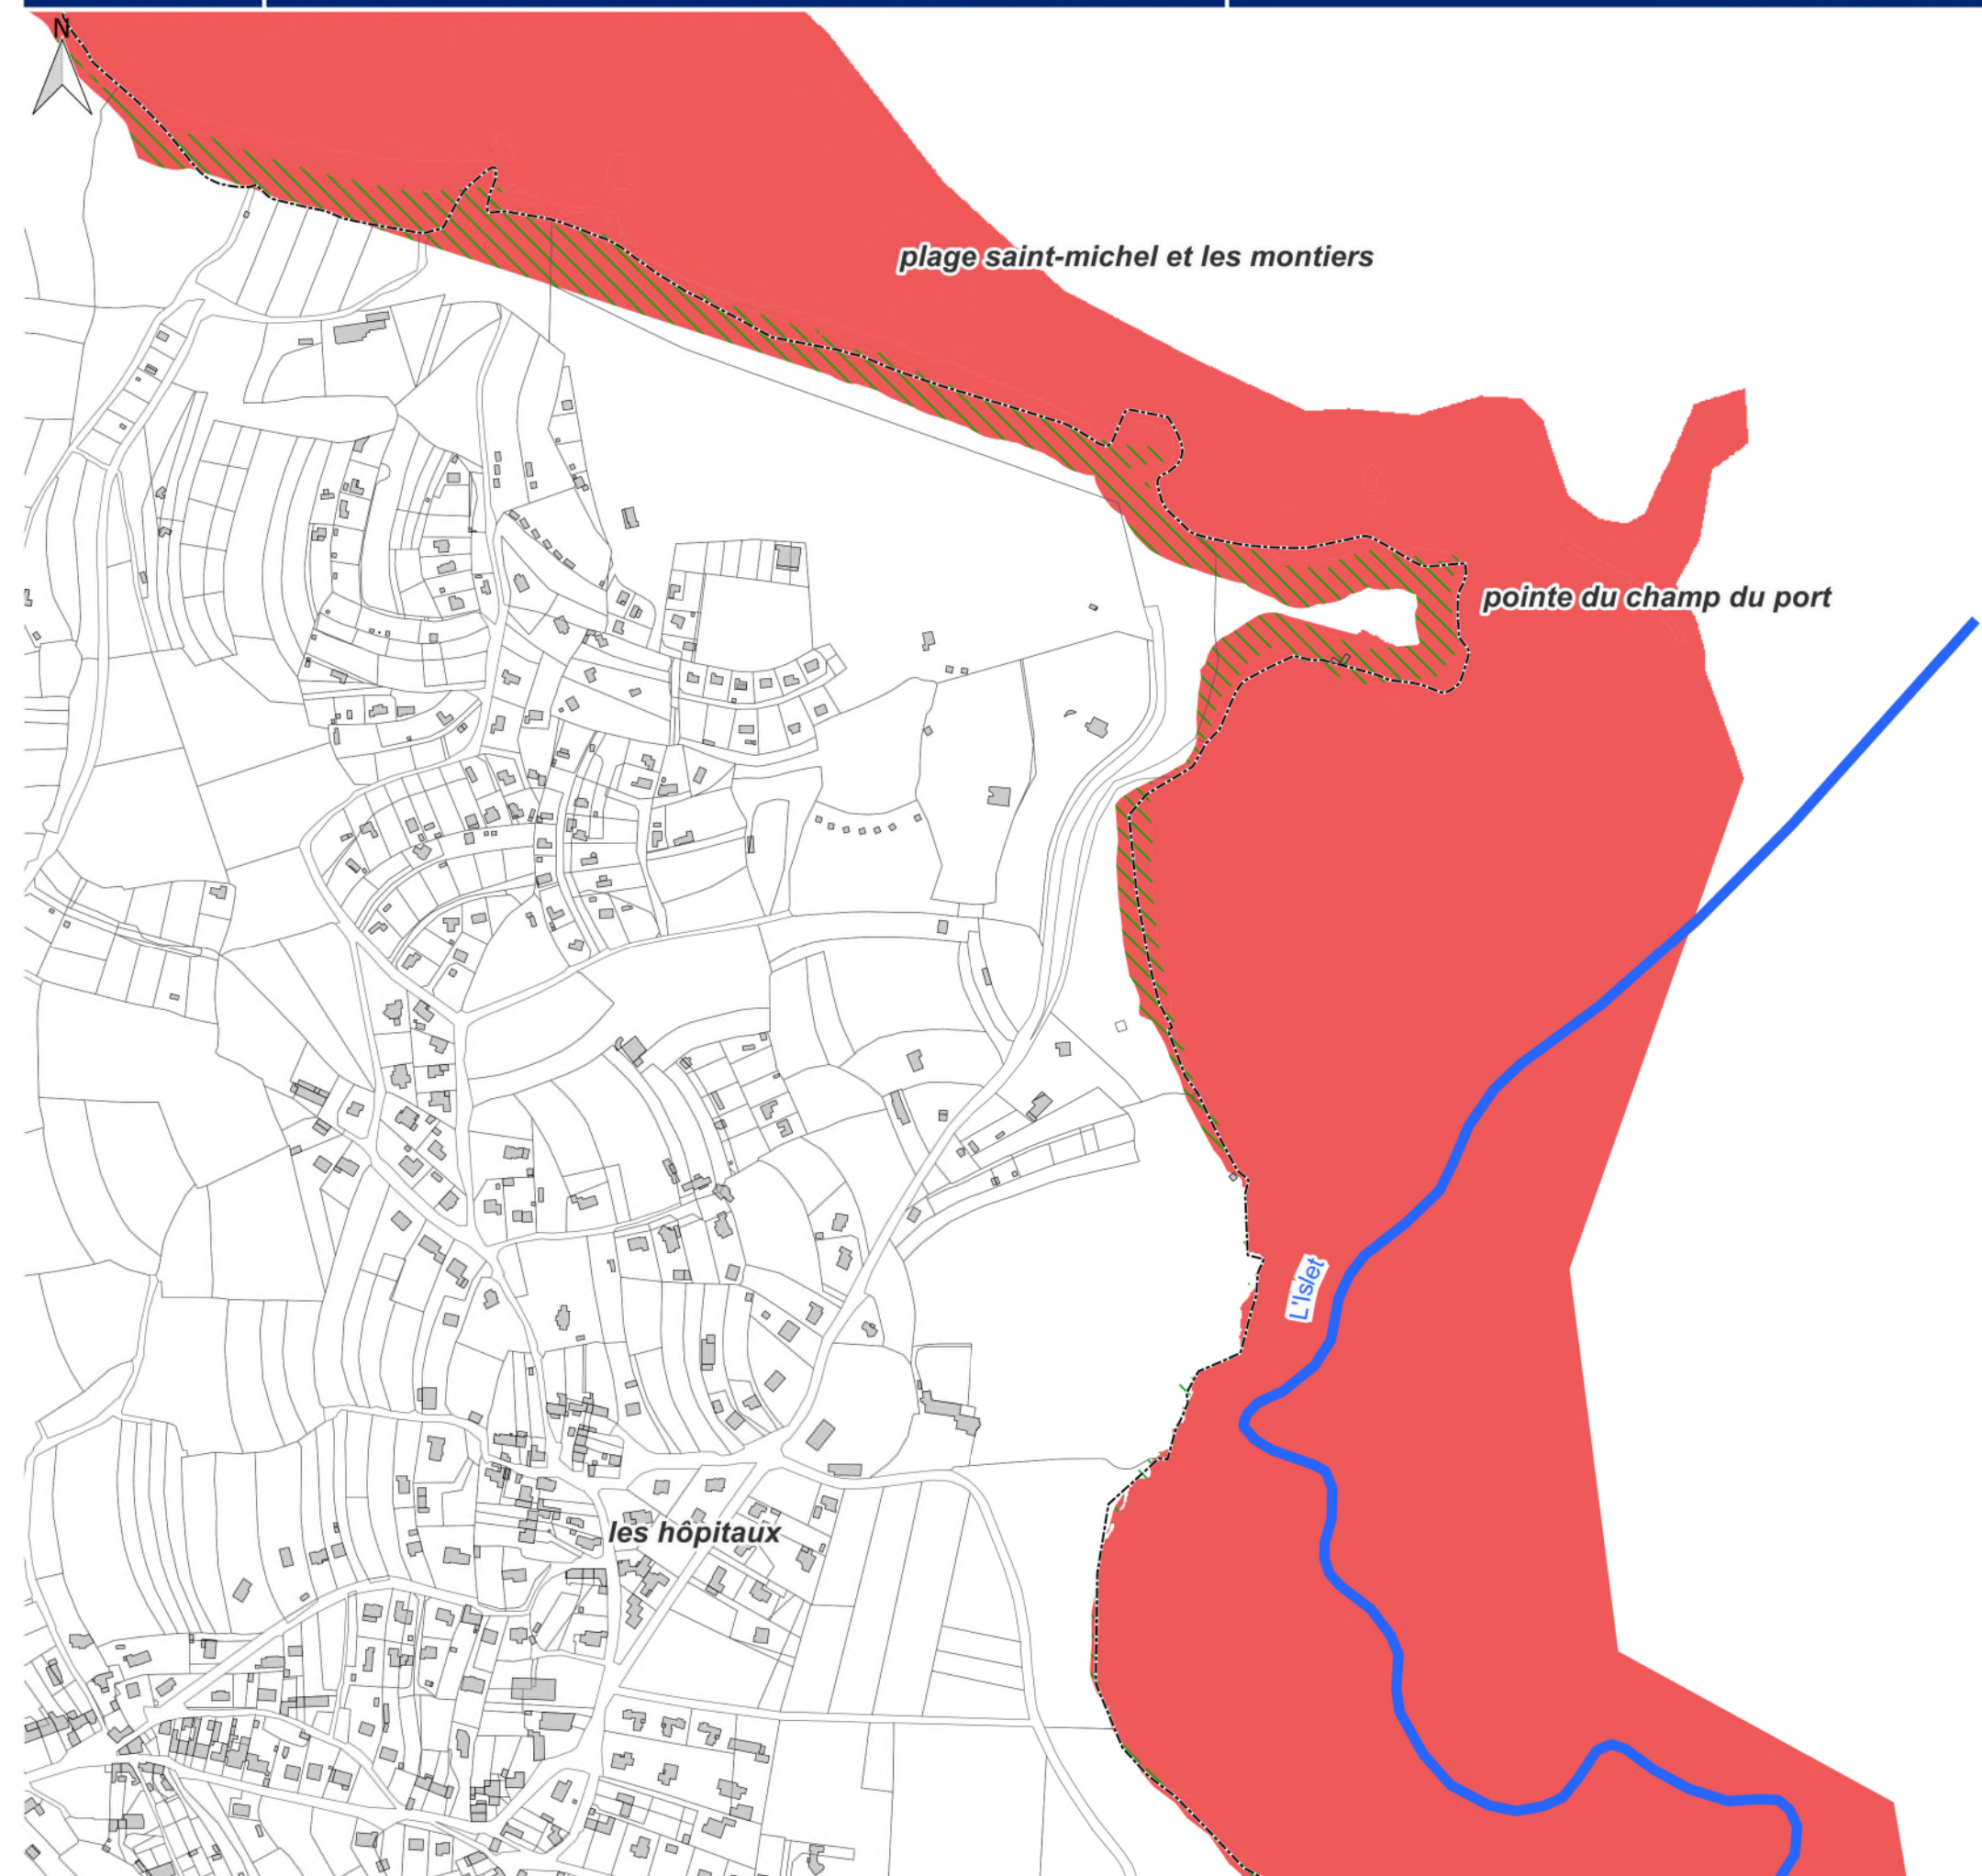 N
plage saint-michel et les montiers
pointe du champ du port
L'Islet
les hôpitaux